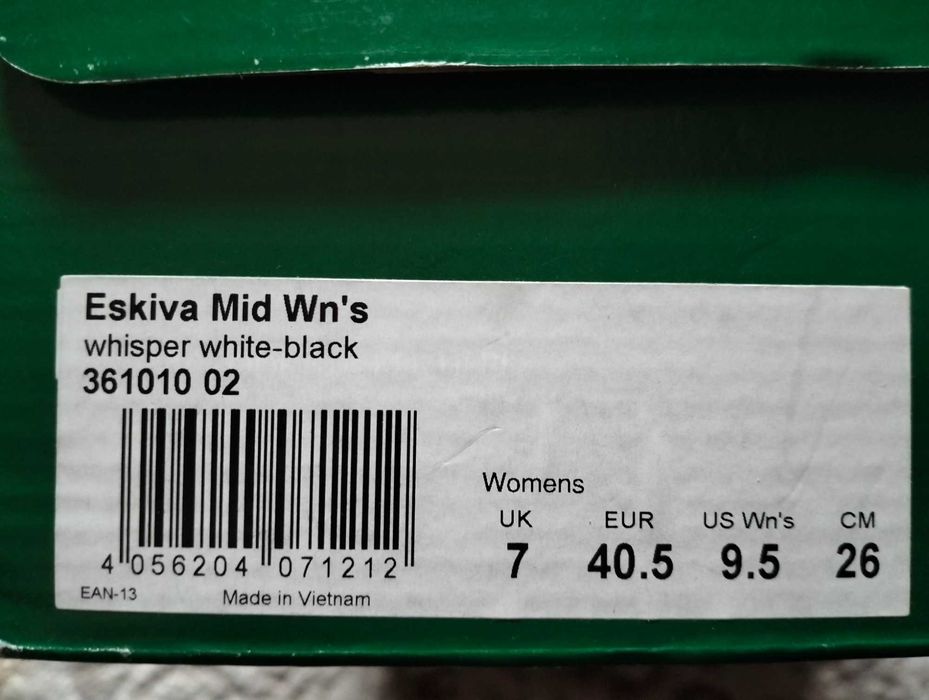 Eskiva Mid Wn's
whisper white-black
361010 02
4 056204 071212
EAN-13
Made in Vietnam
Womens
UK EUR US Wn's CM
7 40.5 9.5 26